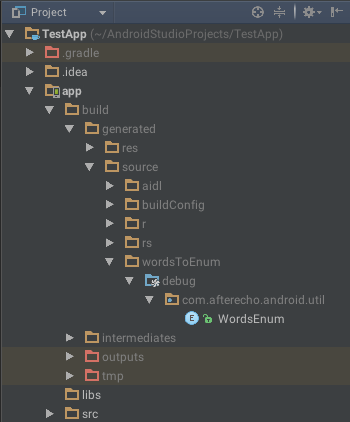 Project
TestApp (~/AndroidStudioProjects/TestApp)
.gradle
.idea
app
build
generated
res
source
aidl
buildConfig
r
rs
wordsToEnum
debug
com.afterecho.android.util
E WordsEnum
intermediates
outputs
tmp
libs
src